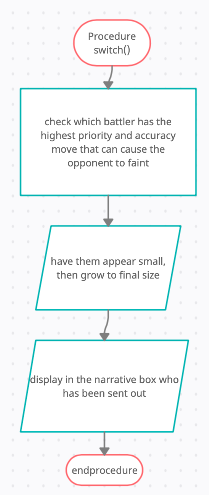 Procedure
switch()
check which battler has the
highest priority and accuracy
move that can cause the
opponent to faint
have them appear small,
then grow to final size
display in the narrative box who
has been sent out
endprocedure